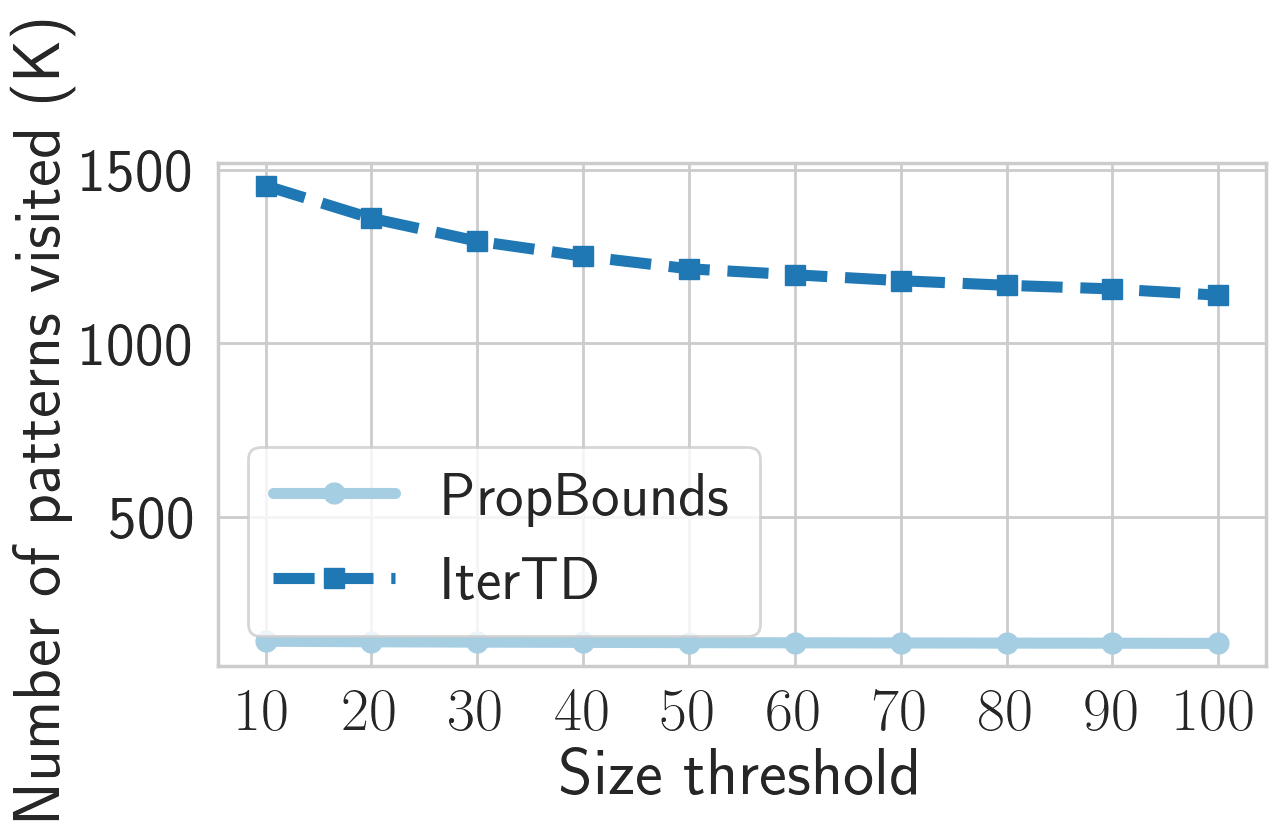 Number of patterns visited (K)
1500
1000
500
PropBounds
IterTD
10 20 30 40 50 60 70 80 90 100
Size threshold